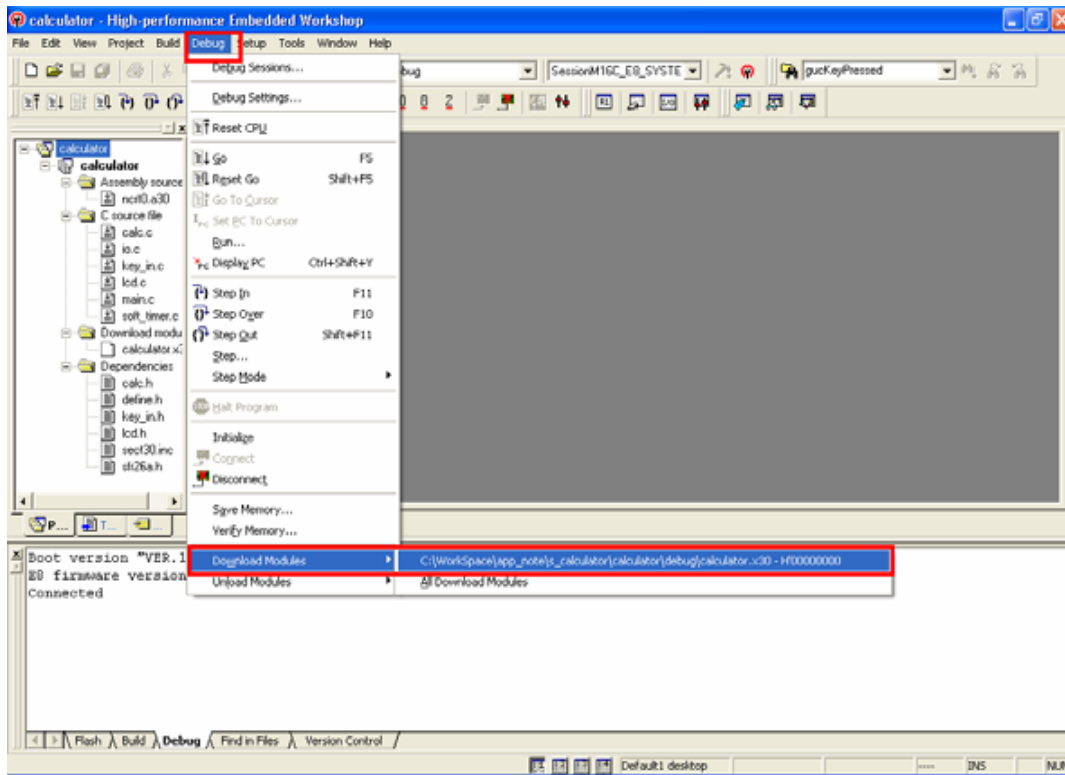 calculator - High-performance Embedded Workshop
File Edit View Project Build Debug Setup Tools Window Help
bug SessionM16C_E8_SYSTE gucKeyPressed
calculator
calculator
Assembly source
ncrt0.a30
C source file
calc.c
io.c
key_in.c
lcd.c
main.c
soft_timer.c
Download modu
calculator.x
Dependencies
calc.h
define.h
key_in.h
lcd.h
sect30.inc
P... T...
Debug Sessions...
Debug Settings...
Reset CPU
Go F5
Reset Go Shift+F5
Go To Cursor
Set PC To Cursor
Run...
Display PC Ctrl+Shift+Y
Step In F11
Step Over F10
Step Out Shift+F11
Step...
Step Mode
Halt Program
Initialize
Connect
Disconnect
Save Memory...
Verify Memory...
Download Modules C:\WorkSpace\app_note\s_calculator\calculator\debug\calculator.x30 - H'00000000
Unload Modules All Download Modules
Boot version "VER.1
E8 firmware version
Connected
Flash Build Debug Find in Files Version Control
Default1 desktop INS NUM